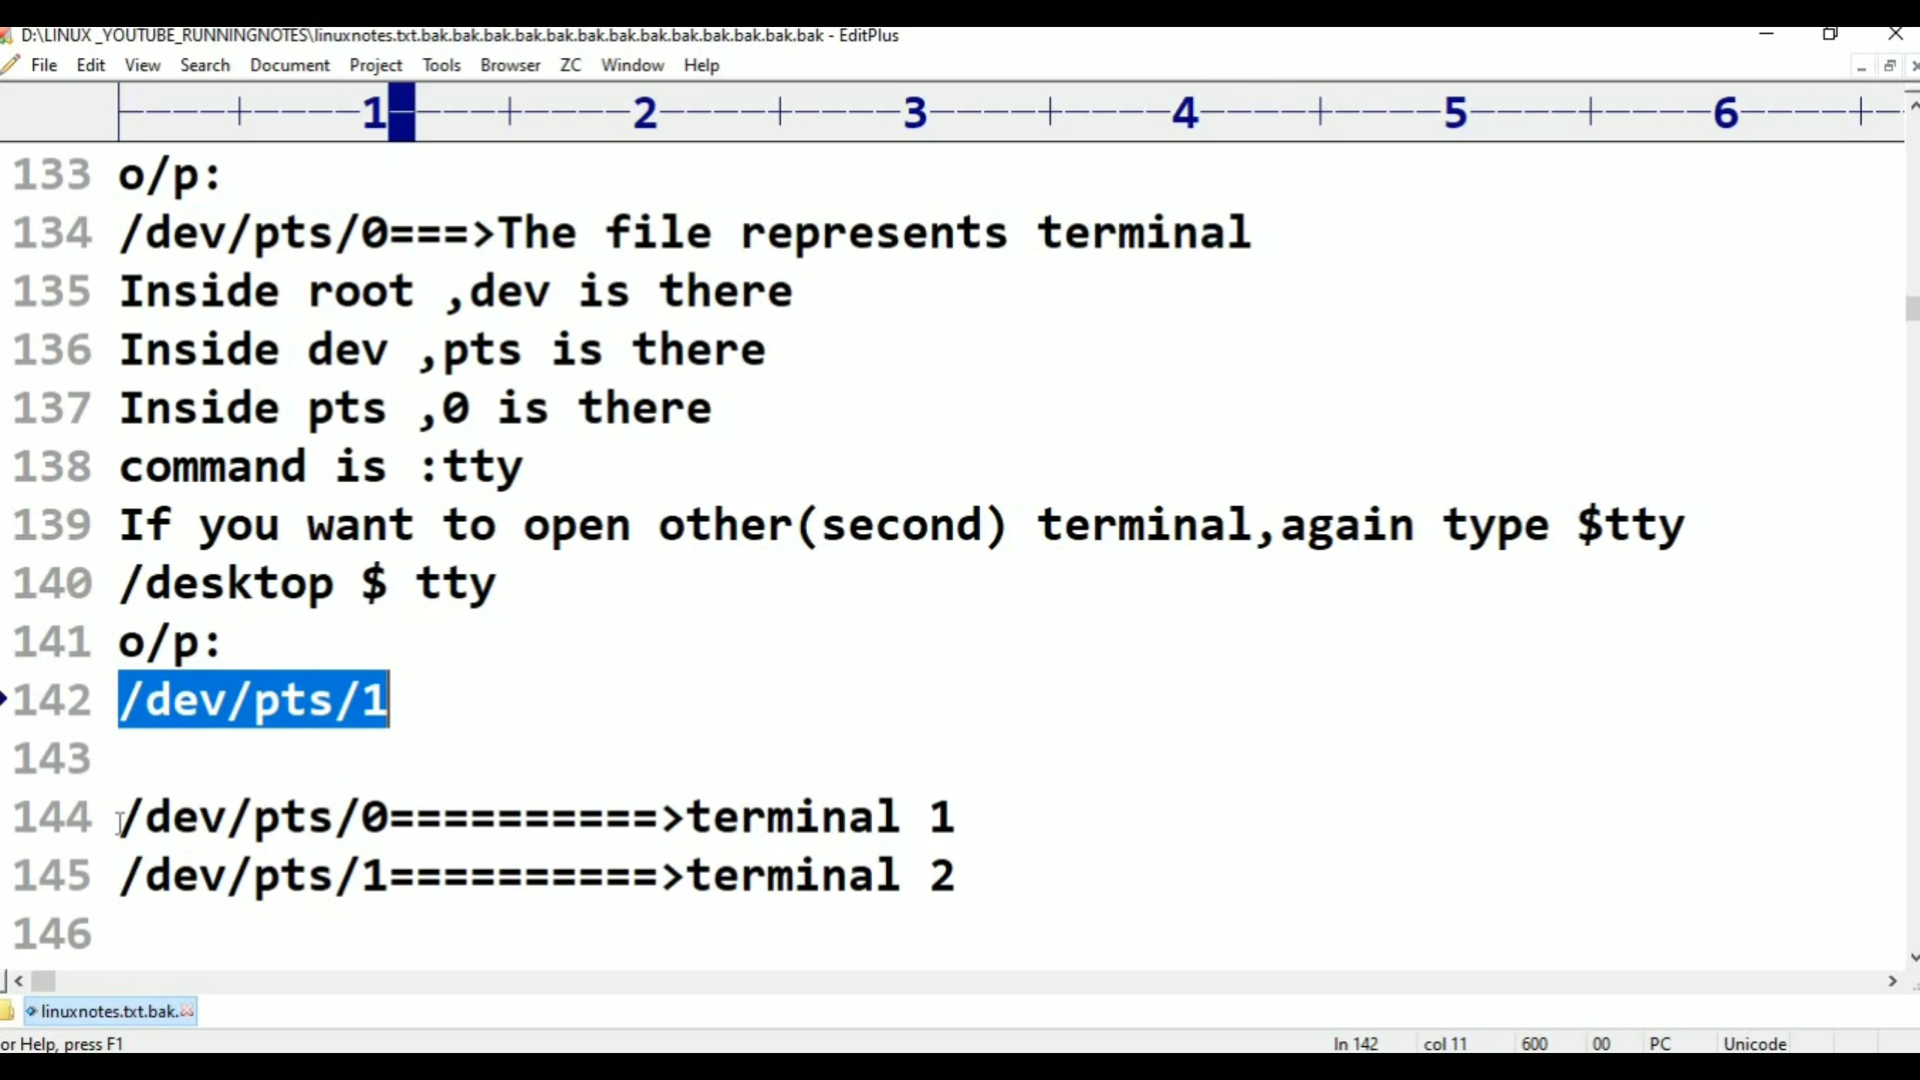 D:\LINUX _YOUTUBE_RUNNINGNOTES\linuxnotes.txt.bak.bak.bak.bak.bak.bak.bak.bak.bak.bak.bak.bak.bak - EditPlus
File Edit View Search Document Project Tools Browser ZC Window Help
1 2 3 4 5 6
133 o/p:
134 /dev/pts/0===>The file represents terminal
135 Inside root ,dev is there
136 Inside dev ,pts is there
137 Inside pts ,0 is there
138 command is :tty
139 If you want to open other(second) terminal,again type $tty
140 /desktop $ tty
141 o/p:
142 /dev/pts/1
143
144 /dev/pts/0==========>terminal 1
145 /dev/pts/1==========>terminal 2
146
linuxnotes.txt.bak.
or Help, press F1 ln 142 col 11 600 00 PC Unicode